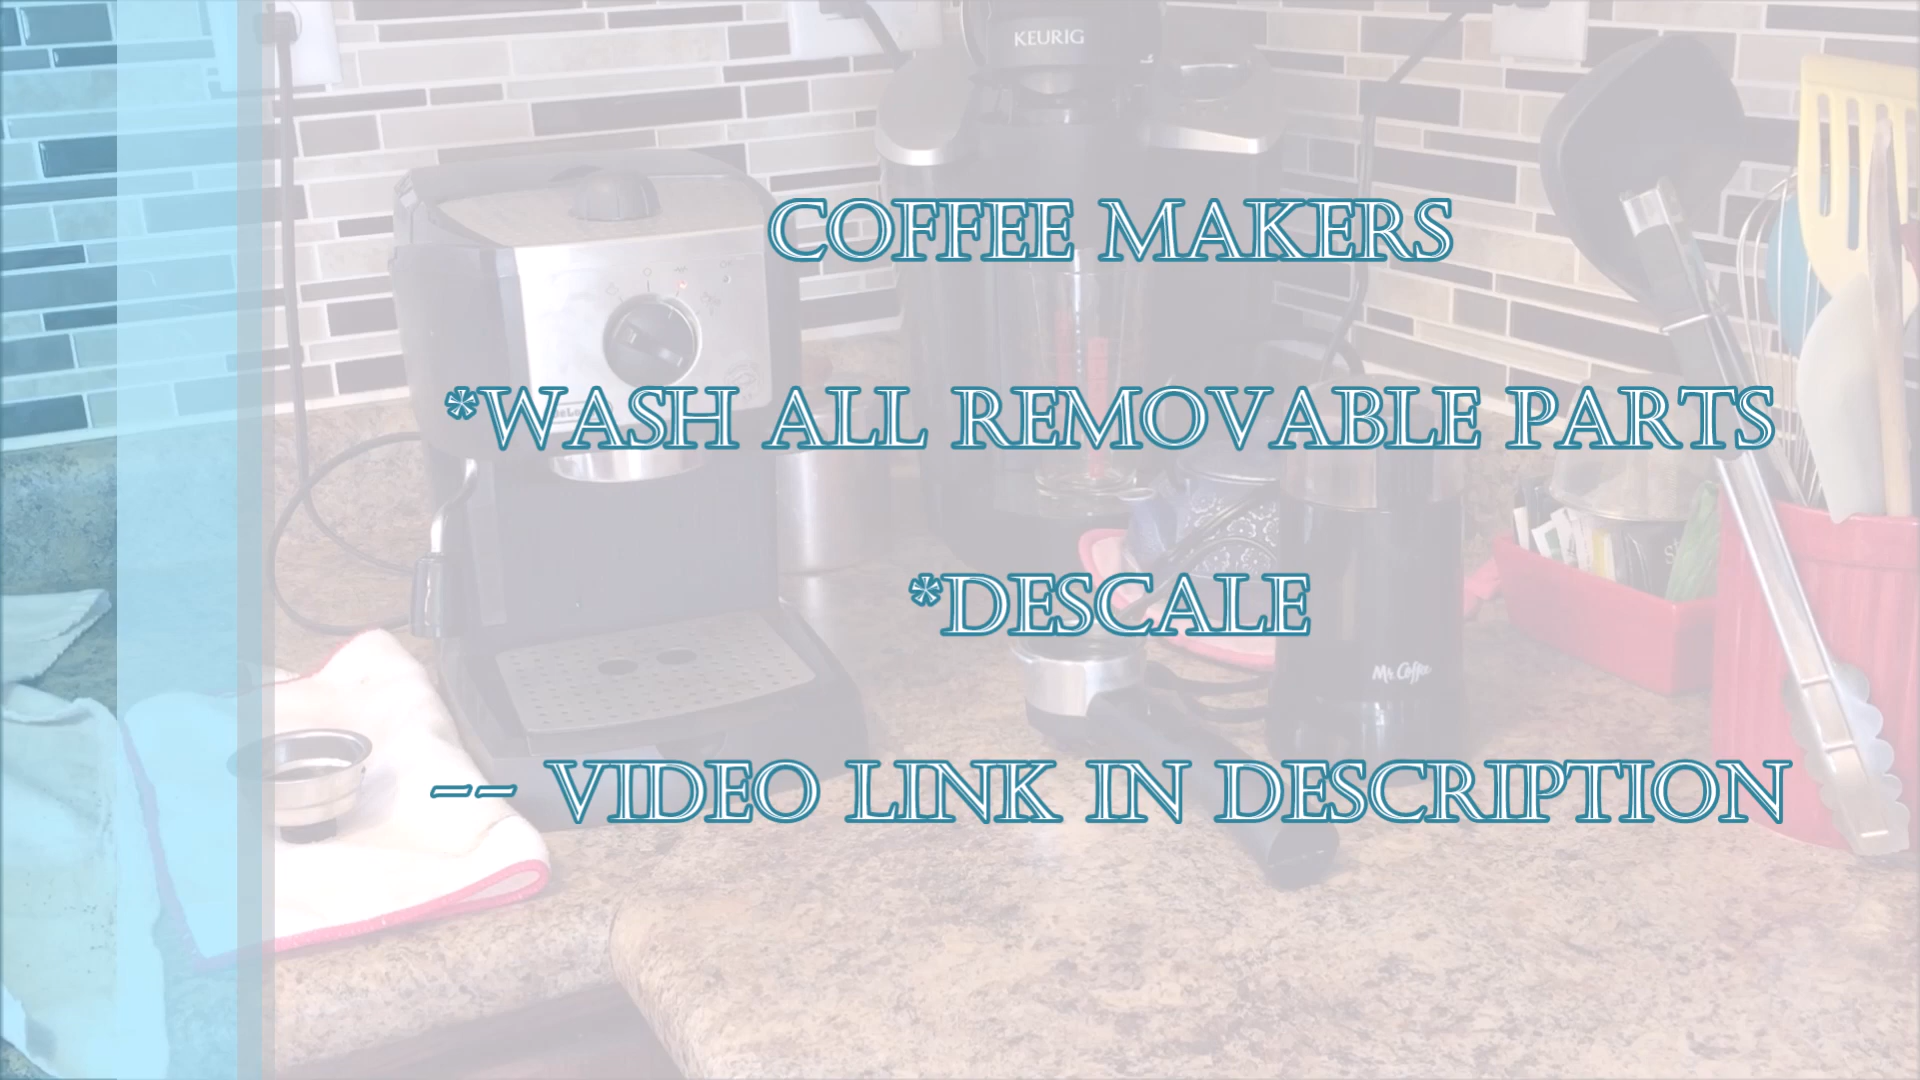 KEURIG
COFFEE MAKERS
*WASH ALL REMOVABLE PARTS
*DESCALE
Mr. Coffee
-- VIDEO LINK IN DESCRIPTION